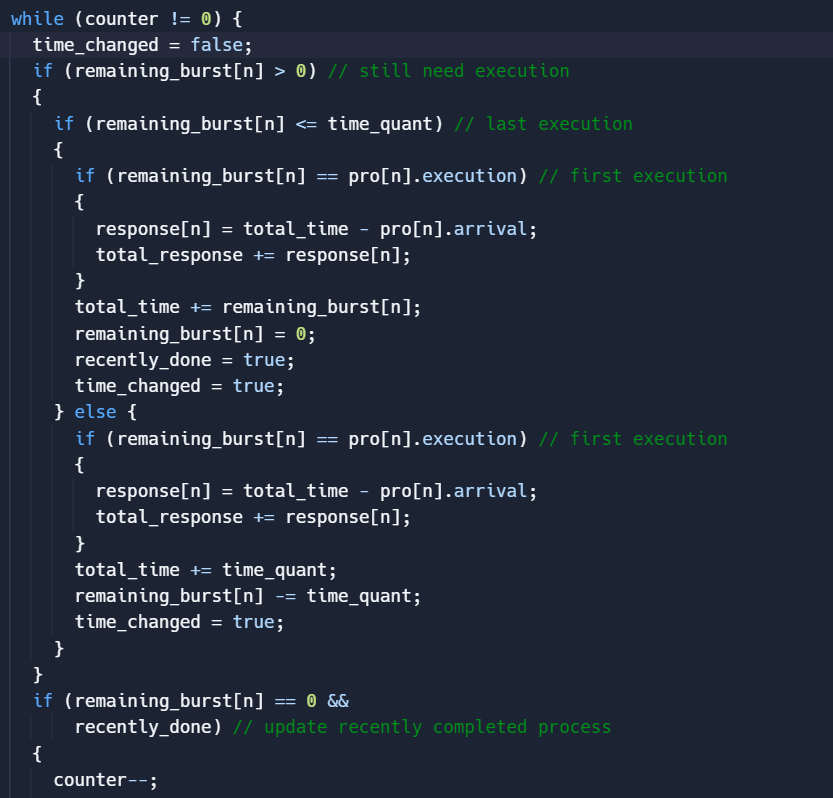 while (counter != 0) {
  time_changed = false;
  if (remaining_burst[n] > 0) // still need execution
  {
    if (remaining_burst[n] <= time_quant) // last execution
    {
      if (remaining_burst[n] == pro[n].execution) // first execution
      {
        response[n] = total_time - pro[n].arrival;
        total_response += response[n];
      }
      total_time += remaining_burst[n];
      remaining_burst[n] = 0;
      recently_done = true;
      time_changed = true;
    } else {
      if (remaining_burst[n] == pro[n].execution) // first execution
      {
        response[n] = total_time - pro[n].arrival;
        total_response += response[n];
      }
      total_time += time_quant;
      remaining_burst[n] -= time_quant;
      time_changed = true;
    }
  }
  if (remaining_burst[n] == 0 &&
      recently_done) // update recently completed process
  {
    counter--;